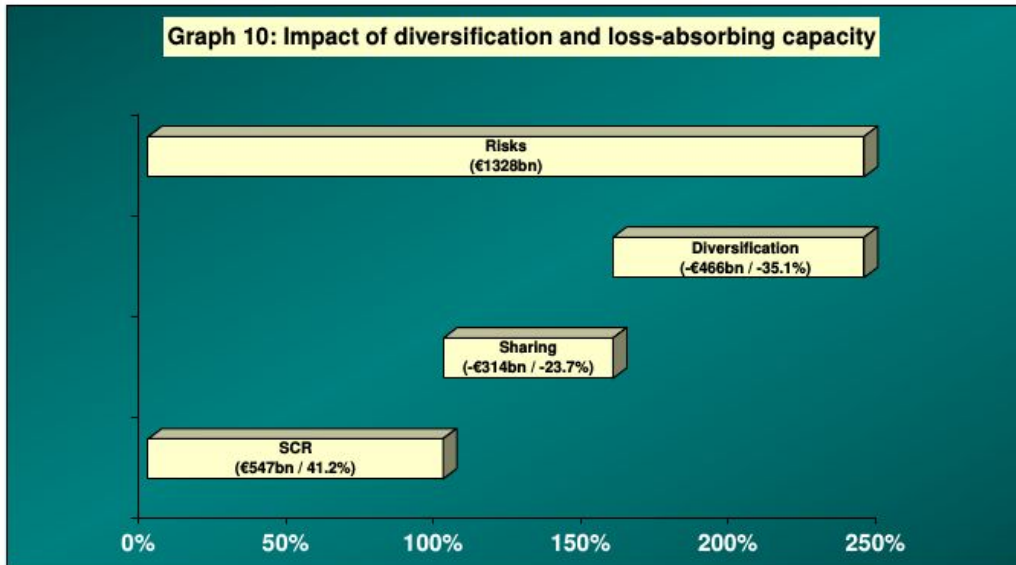 Graph 10: Impact of diversification and loss-absorbing capacity
Risks
(€1328bn)
Diversification
(-€466bn / -35.1%)
Sharing
(-€314bn / -23.7%)
SCR
(€547bn / 41.2%)
0% 50% 100% 150% 200% 250%